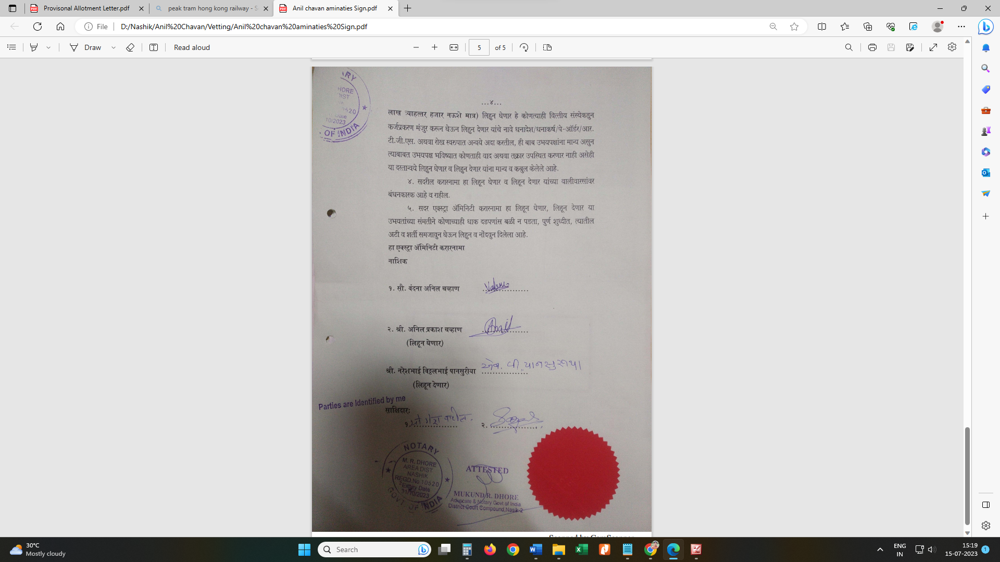 Provisonal Allotment Letter.pdf
peak tram hong kong railway - S
Anil chavan aminaties Sign.pdf
File
D:/Nashik/Anil%20Chavan/Vetting/Anil%20chavan%20aminaties%20Sign.pdf
Draw
Read aloud
5 of 5
ARY
HORE
DIST
10/2023
OF INDIA
...४...
लाख त्र्याहत्तर हजार नऊशे मात्र) लिहुन घेणार हे कोणत्याही वित्तीय संस्थेकडुन
कर्जप्रकरण मंजुर करून घेऊन लिहुन देणार यांचे नावे धनादेश/धनाकर्ष/पे-ऑर्डर/आर.
टी.जी.एस. अथवा रोख स्वरुपात अन्वये अदा करतील, ही बाब उभयपक्षांना मान्य असुन
त्याबाबत उभयपक्ष भविष्यात कोणताही वाद अथवा तक्रार उपस्थित करणार नाही असेही
या दस्तान्वये लिहुन घेणार व लिहुन देणार यांना मान्य व कबुल केलेले आहे.
४. सदरील करारनामा हा लिहून घेणार व लिहून देणार यांच्या वालीवारसांवर
बंधनकारक आहे व राहील.
५. सदर एक्स्ट्रा ॲमिनिटी करारनामा हा लिहून घेणार, लिहून देणार या
उभयतांच्या संमतीने कोणाच्याही धाक दडपणांस बळी न पडता, पुर्ण शुध्दीत, त्यातील
अटी व शर्ती समजावुन घेऊन लिहुन व नोंदवुन दिलेला आहे.
हा एक्स्ट्रा ॲमिनिटी करारनामा
नाशिक
१. सौ. वंदना अनिल चव्हाण
२. श्री. अनिल प्रकाश चव्हाण Anil
(लिहून घेणार)
श्री. नरेशभाई विठ्ठलभाई पानसुरीया
(लिहून देणार)
Parties are Identified by me
साक्षिदार:
१.
२.
NOTARY
M. R. DHORE
AREA DIST
NASHIK
REGD.No 10520
Expiry Date
31/10/2023
GOVT OF INDIA
ATTESTED
MUKUND R. DHORE
Advocate & Notary Govt of India
District Court Compound,Nasik-2
Scanned by CamScanner
30°C
Mostly cloudy
Search
ENG
IN
15:19
15-07-2023
1